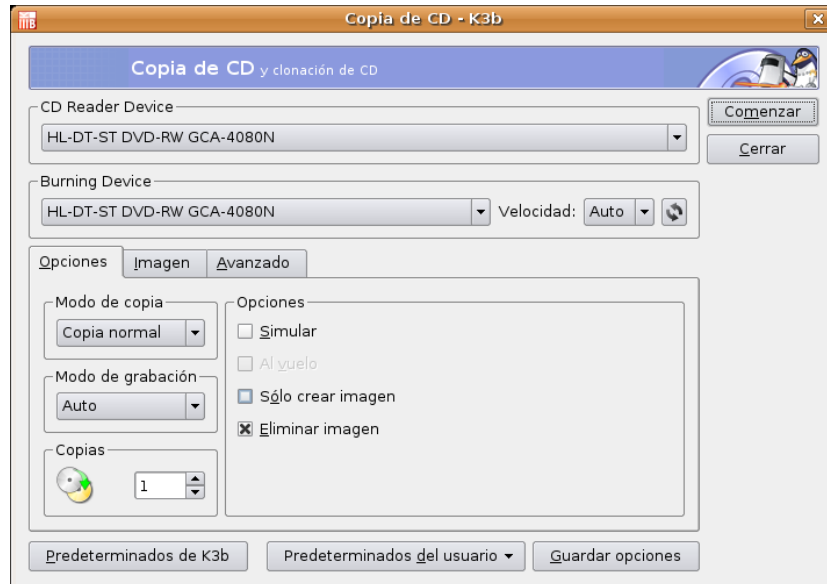 Copia de CD - K3b
Copia de CD y clonación de CD
CD Reader Device
HL-DT-ST DVD-RW GCA-4080N
Comenzar
Cerrar
Burning Device
HL-DT-ST DVD-RW GCA-4080N Velocidad: Auto
Opciones Imagen Avanzado
Modo de copia
Copia normal
Modo de grabación
Auto
Copias
1
Opciones
Simular
Al vuelo
Sólo crear imagen
Eliminar imagen
Predeterminados de K3b Predeterminados del usuario Guardar opciones